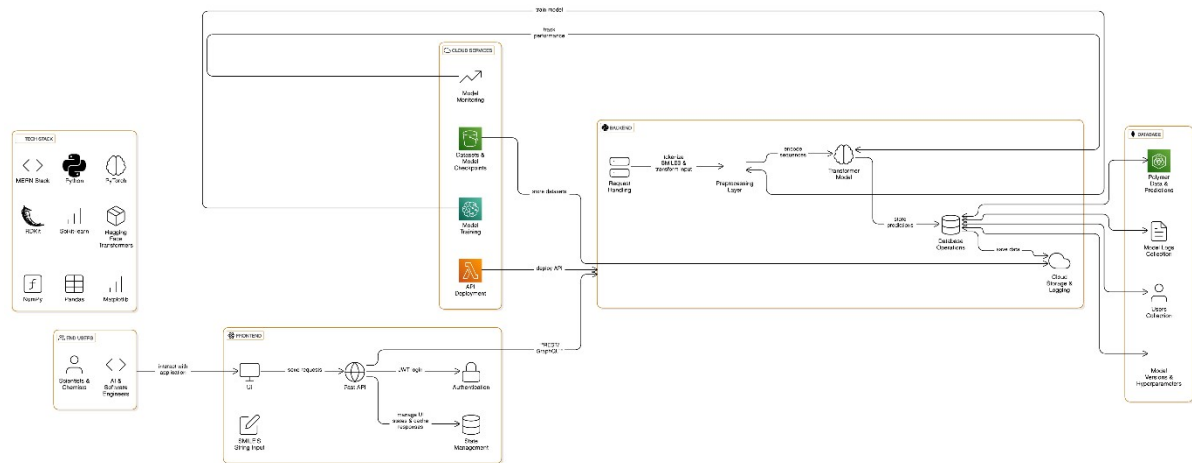 train model
track
performance
CLOUD SERVICES
Model
Monitoring
Datasets &
Model
Checkpoints
store datasets
Model
Training
API
Deployment
deploy API
TECH STACK
MERN Stack
Python
PyTorch
RDKit
Scikit-learn
Hugging
Face
Transformers
NumPy
Pandas
Matplotlib
BACKEND
Request
Handling
tokenize
SMILES &
transform input
Preprocessing
Layer
encode
sequences
Transformer
Model
store
predictions
Database
Operations
save data
Cloud
Storage &
Logging
DATABASE
Polymer
Data &
Predictions
Model Logs
Collection
Users
Collection
Model
Versions &
Hyperparameters
END USERS
Scientists &
Chemists
AI &
Software
Engineers
interact with
application
FRONTEND
UI
send requests
SMILES
String Input
API
JWT login
Authentication
manage UI
states & cache
responses
State
Management
GraphQL